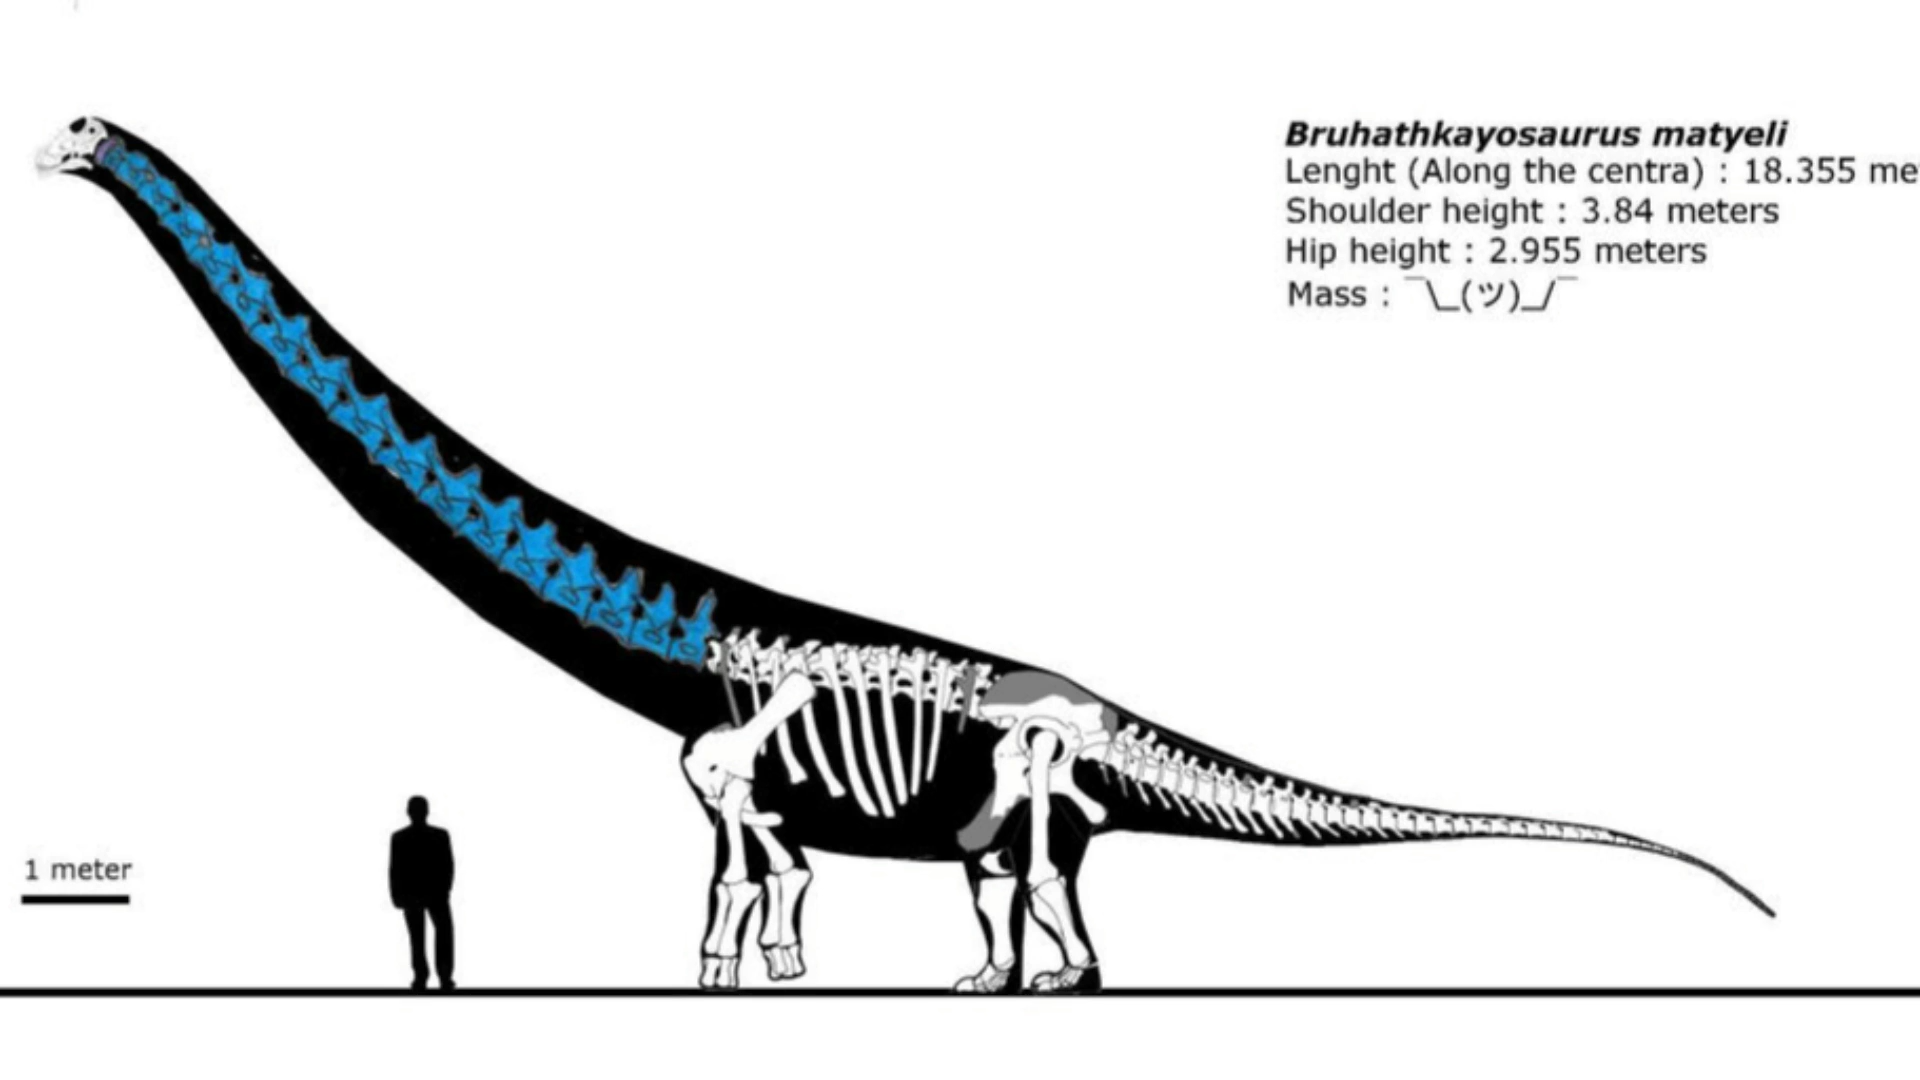 Bruhathkayosaurus matyeli
Lenght (Along the centra) : 18.355 me
Shoulder height : 3.84 meters
Hip height : 2.955 meters
Mass : ¯\_(ツ)_/¯
1 meter